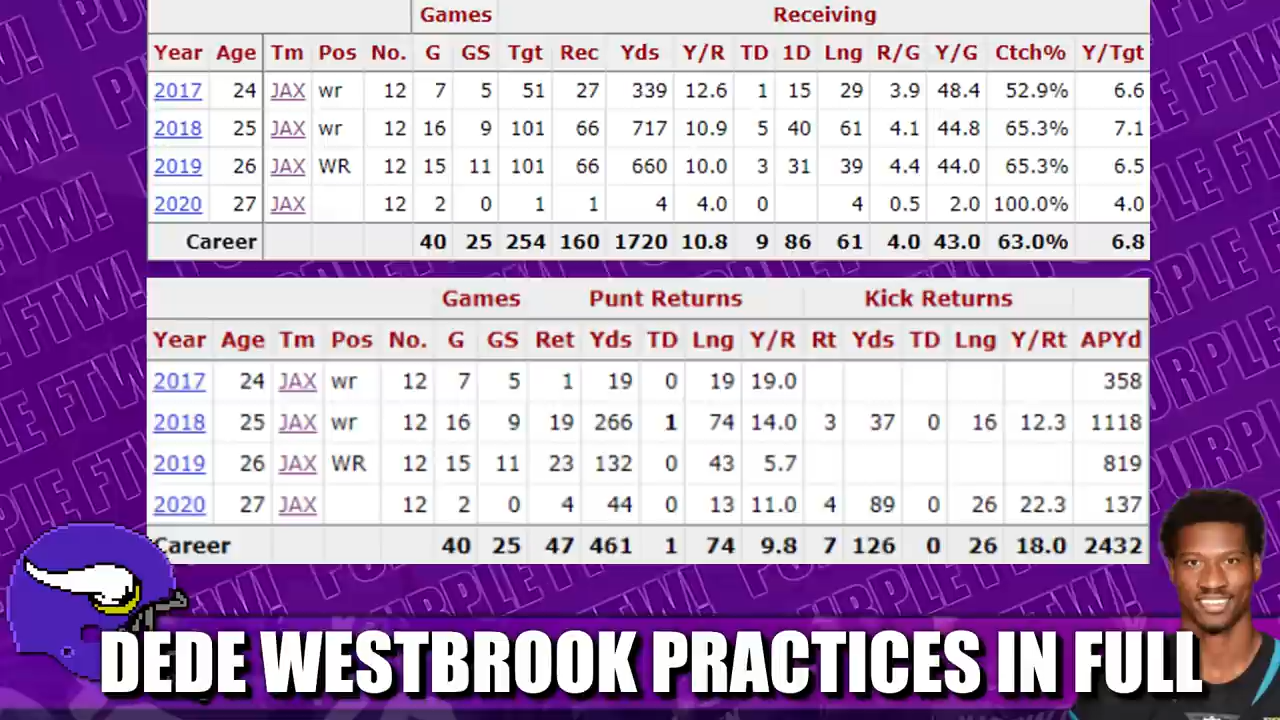 Games Receiving
Year Age Tm Pos No. G GS Tgt Rec Yds Y/R TD 1D Lng R/G Y/G Ctch% Y/Tgt
2017 24 JAX wr 12 7 5 51 27 339 12.6 1 15 29 3.9 48.4 52.9% 6.6
2018 25 JAX wr 12 16 9 101 66 717 10.9 5 40 61 4.1 44.8 65.3% 7.1
2019 26 JAX WR 12 15 11 101 66 660 10.0 3 31 39 4.4 44.0 65.3% 6.5
2020 27 JAX 12 2 0 1 1 4 4.0 0 4 0.5 2.0 100.0% 4.0
Career 40 25 254 160 1720 10.8 9 86 61 4.0 43.0 63.0% 6.8
Games Punt Returns Kick Returns
Year Age Tm Pos No. G GS Ret Yds TD Lng Y/R Rt Yds TD Lng Y/Rt APYd
2017 24 JAX wr 12 7 5 1 19 0 19 19.0 358
2018 25 JAX wr 12 16 9 19 266 1 74 14.0 3 37 0 16 12.3 1118
2019 26 JAX WR 12 15 11 23 132 0 43 5.7 819
2020 27 JAX 12 2 0 4 44 0 13 11.0 4 89 0 26 22.3 137
Career 40 25 47 461 1 74 9.8 7 126 0 26 18.0 2432
DEDE WESTBROOK PRACTICES IN FULL